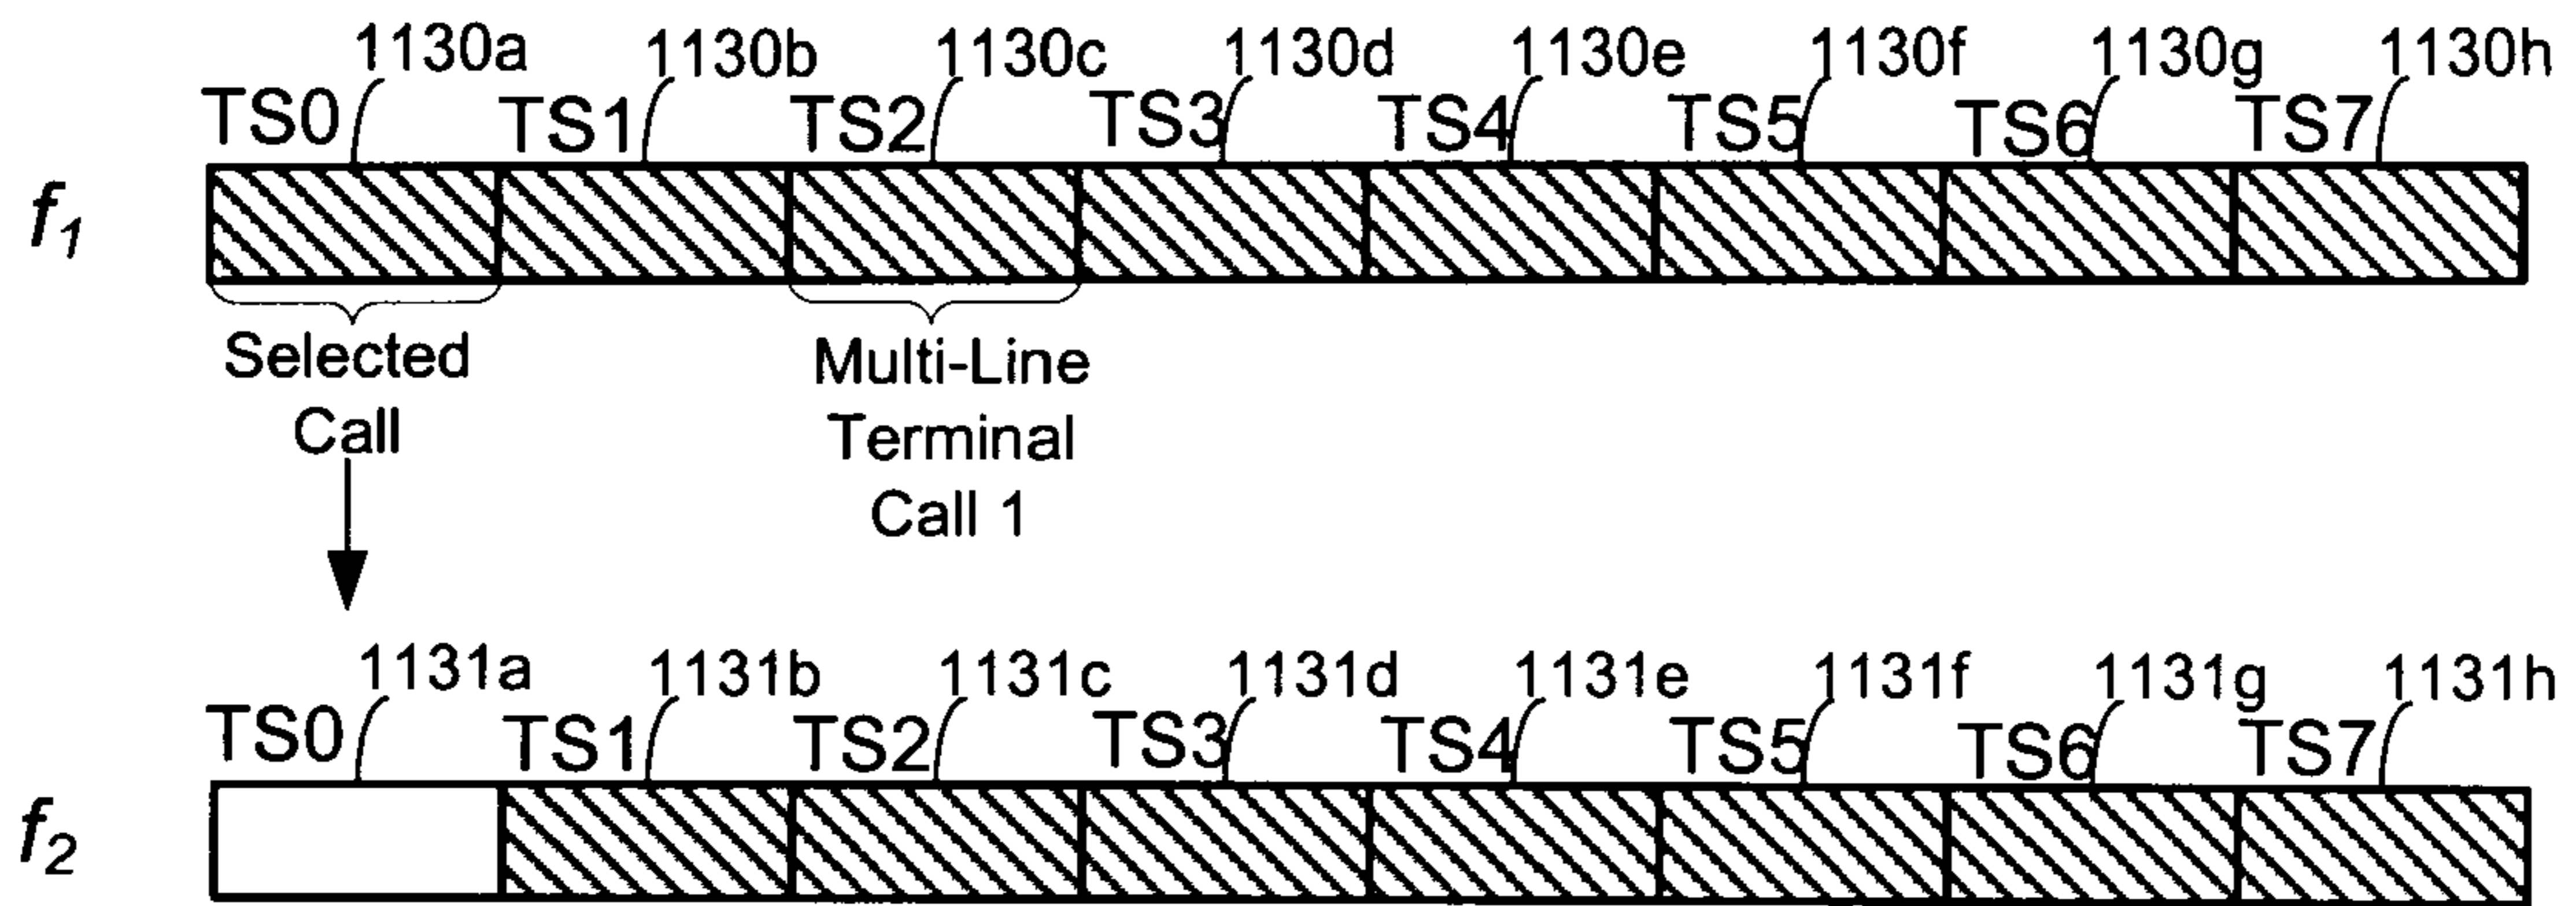 1130a 1130b 1130c 1130d 1130e 1130f 1130g 1130h
TS0 TS1 TS2 TS3 TS4 TS5 TS6 TS7
f1
Selected
Call
Multi-Line
Terminal
Call 1
1131a 1131b 1131c 1131d 1131e 1131f 1131g 1131h
TS0 TS1 TS2 TS3 TS4 TS5 TS6 TS7
f2